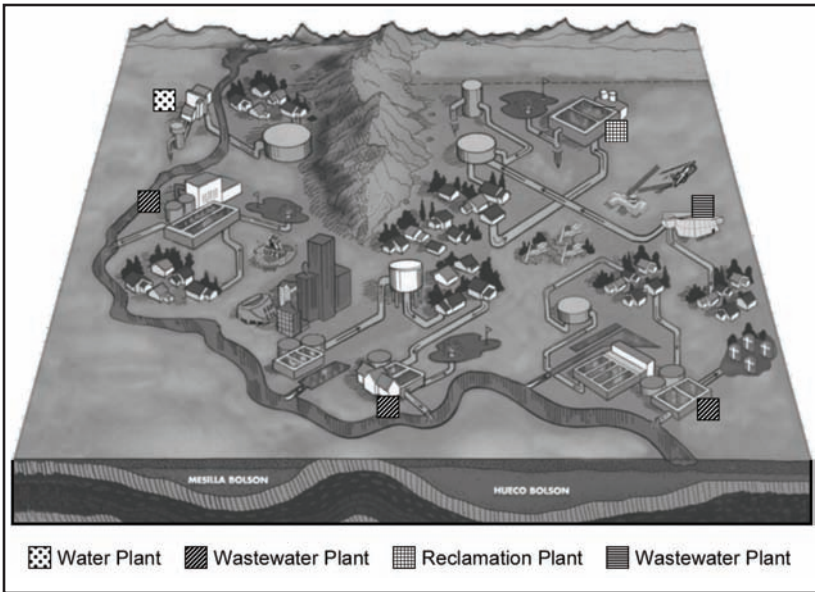 MESILLA BOLSON
HUECO BOLSON
Water Plant
Wastewater Plant
Reclamation Plant
Wastewater Plant